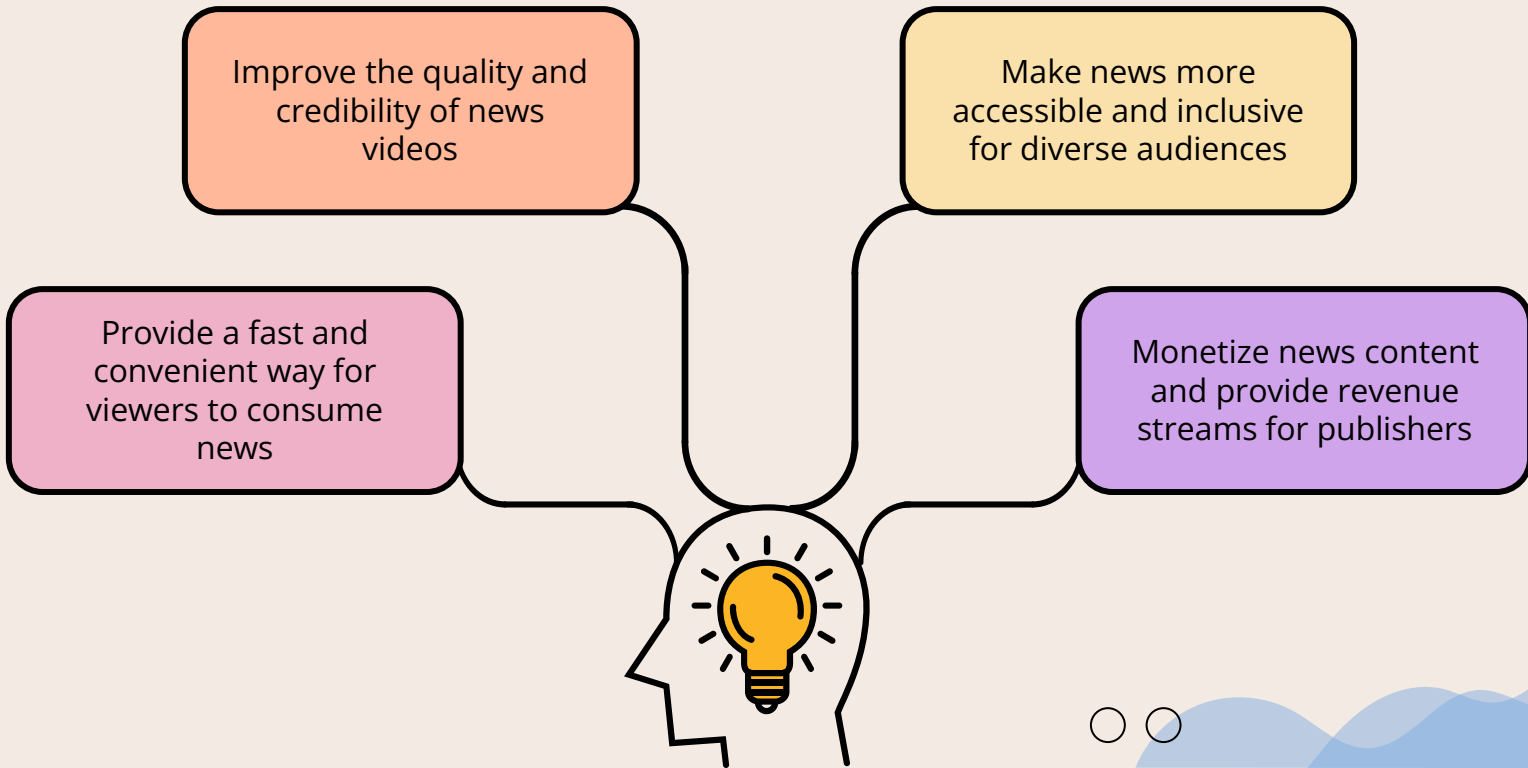 Improve the quality and
credibility of news
videos
Make news more
accessible and inclusive
for diverse audiences
Provide a fast and
convenient way for
viewers to consume
news
Monetize news content
and provide revenue
streams for publishers